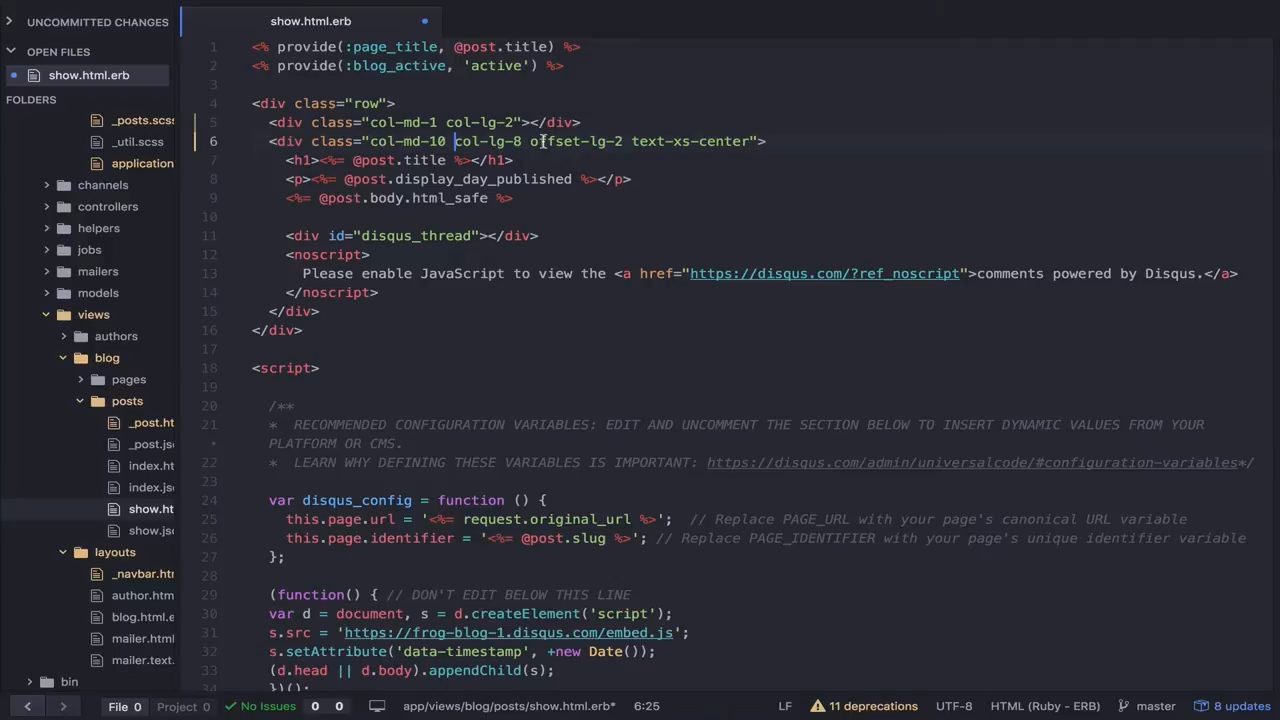 UNCOMMITTED CHANGES
OPEN FILES
show.html.erb
FOLDERS
_posts.scs
_util.scss
application
channels
controllers
helpers
jobs
mailers
models
views
authors
blog
pages
posts
_post.ht
_post.js
index.ht
index.js
show.ht
show.js
layouts
_navbar.ht
author.htm
blog.html.e
mailer.html
mailer.text.
bin
show.html.erb
1 <% provide(:page_title, @post.title) %>
2 <% provide(:blog_active, 'active') %>
3
4 <div class="row">
5 <div class="col-md-1 col-lg-2"></div>
6 <div class="col-md-10 col-lg-8 offset-lg-2 text-xs-center">
7 <h1><%= @post.title %></h1>
8 <p><%= @post.display_day_published %></p>
9 <%= @post.body.html_safe %>
10
11 <div id="disqus_thread"></div>
12 <noscript>
13 Please enable JavaScript to view the <a href="https://disqus.com/?ref_noscript">comments powered by Disqus.</a>
14 </noscript>
15 </div>
16 </div>
17
18 <script>
19
20 /**
21 * RECOMMENDED CONFIGURATION VARIABLES: EDIT AND UNCOMMENT THE SECTION BELOW TO INSERT DYNAMIC VALUES FROM YOUR
• PLATFORM OR CMS.
22 * LEARN WHY DEFINING THESE VARIABLES IS IMPORTANT: https://disqus.com/admin/universalcode/#configuration-variables*/
23
24 var disqus_config = function () {
25 this.page.url = '<%= request.original_url %>'; // Replace PAGE_URL with your page's canonical URL variable
26 this.page.identifier = '<%= @post.slug %>'; // Replace PAGE_IDENTIFIER with your page's unique identifier variable
27 };
28
29 (function() { // DON'T EDIT BELOW THIS LINE
30 var d = document, s = d.createElement('script');
31 s.src = 'https://frog-blog-1.disqus.com/embed.js';
32 s.setAttribute('data-timestamp', +new Date());
33 (d.head || d.body).appendChild(s);
34 })();
File 0 Project 0 No Issues 0 0 app/views/blog/posts/show.html.erb* 6:25 LF 11 deprecations UTF-8 HTML (Ruby - ERB) master 8 updates